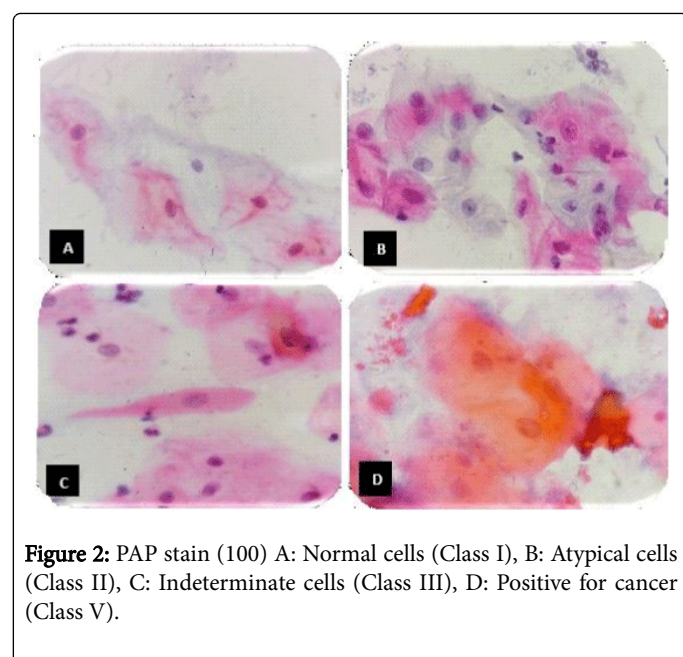 A
B
C
D
Figure 2: PAP stain (100) A: Normal cells (Class I), B: Atypical cells
(Class II), C: Indeterminate cells (Class III), D: Positive for cancer
(Class V).